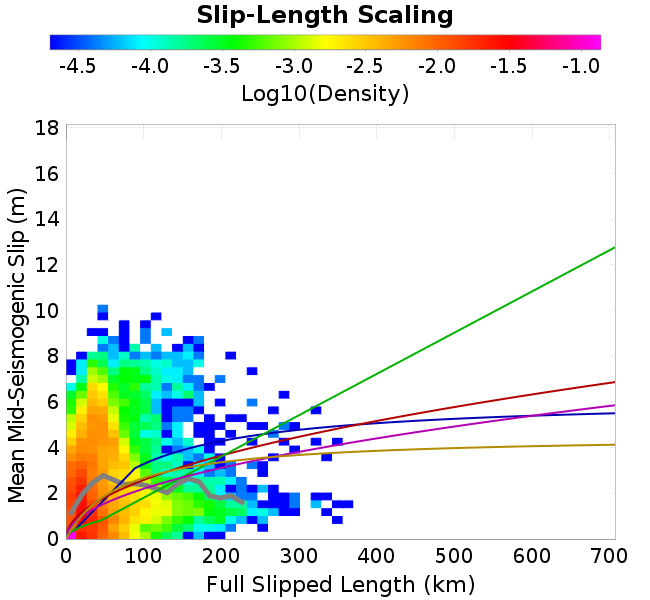 Slip-Length Scaling
-4.5 -4.0 -3.5 -3.0 -2.5 -2.0 -1.5 -1.0
Log10(Density)
18
16
14
12
10
8
6
4
2
0
Mean Mid-Seismogenic Slip (m)
0 100 200 300 400 500 600 700
Full Slipped Length (km)